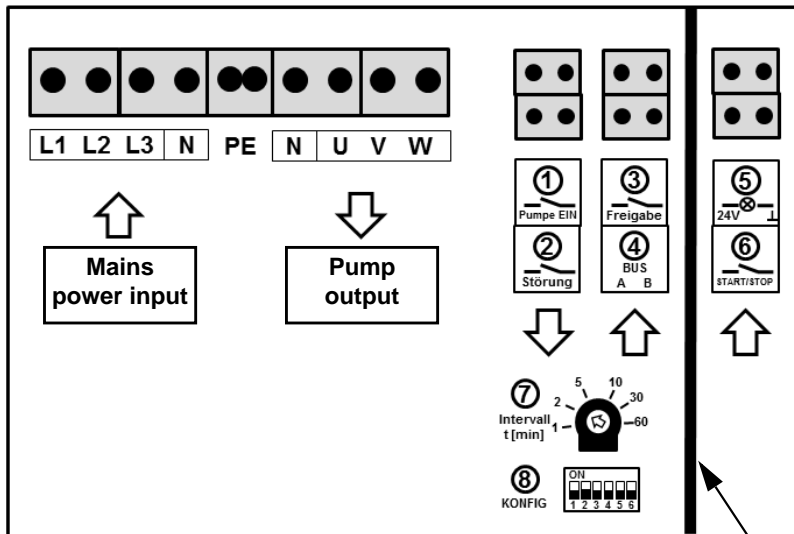 L1 L2 L3 N PE N U V W
Mains
power input
Pump
output
1
Pumpe EIN
2
Störung
3
Freigabe
4
BUS
A B
5
24V
6
START/STOP
7
Intervall
t [min]
1 2 5 10 30 60
8
KONFIG
ON
1 2 3 4 5 6